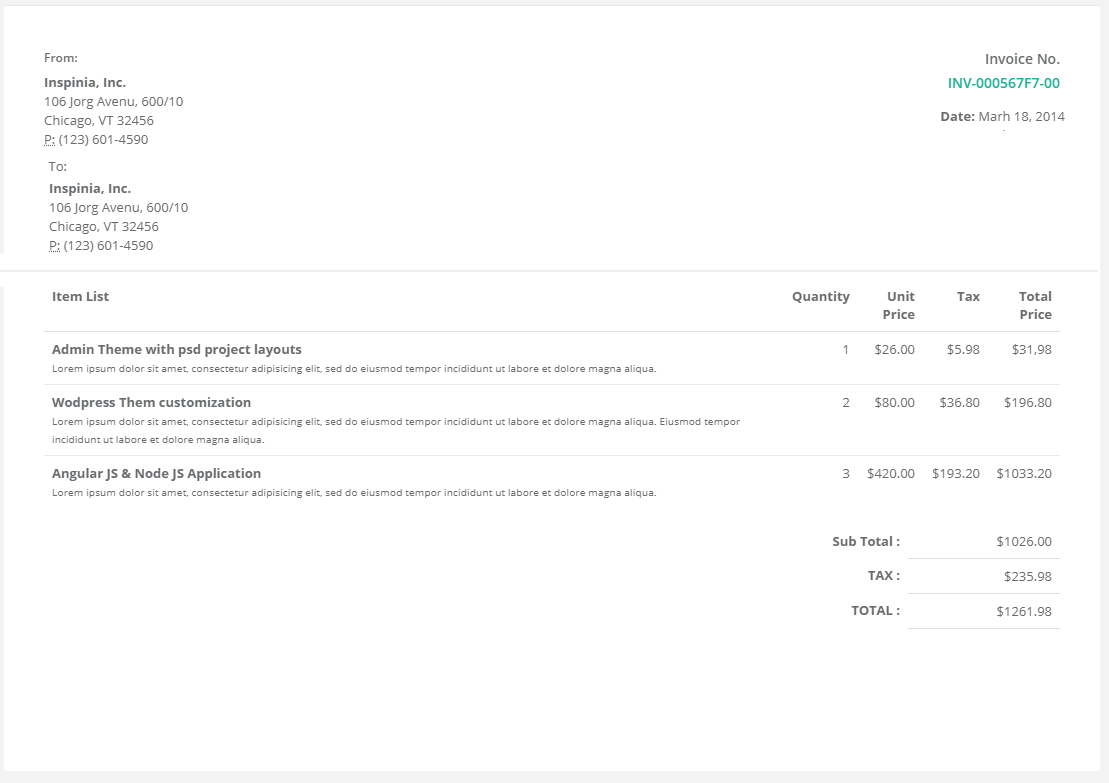 From:
Inspinia, Inc.
106 Jorg Avenu, 600/10
Chicago, VT 32456
P: (123) 601-4590
To:
Inspinia, Inc.
106 Jorg Avenu, 600/10
Chicago, VT 32456
P: (123) 601-4590
Invoice No.
INV-000567F7-00
Date: Marh 18, 2014
Item List Quantity Unit Price Tax Total Price
Admin Theme with psd project layouts 1 $26.00 $5.98 $31,98
Lorem ipsum dolor sit amet, consectetur adipisicing elit, sed do eiusmod tempor incididunt ut labore et dolore magna aliqua.
Wodpress Them customization 2 $80.00 $36.80 $196.80
Lorem ipsum dolor sit amet, consectetur adipisicing elit, sed do eiusmod tempor incididunt ut labore et dolore magna aliqua. Eiusmod tempor
incididunt ut labore et dolore magna aliqua.
Angular JS & Node JS Application 3 $420.00 $193.20 $1033.20
Lorem ipsum dolor sit amet, consectetur adipisicing elit, sed do eiusmod tempor incididunt ut labore et dolore magna aliqua.
Sub Total : $1026.00
TAX : $235.98
TOTAL : $1261.98